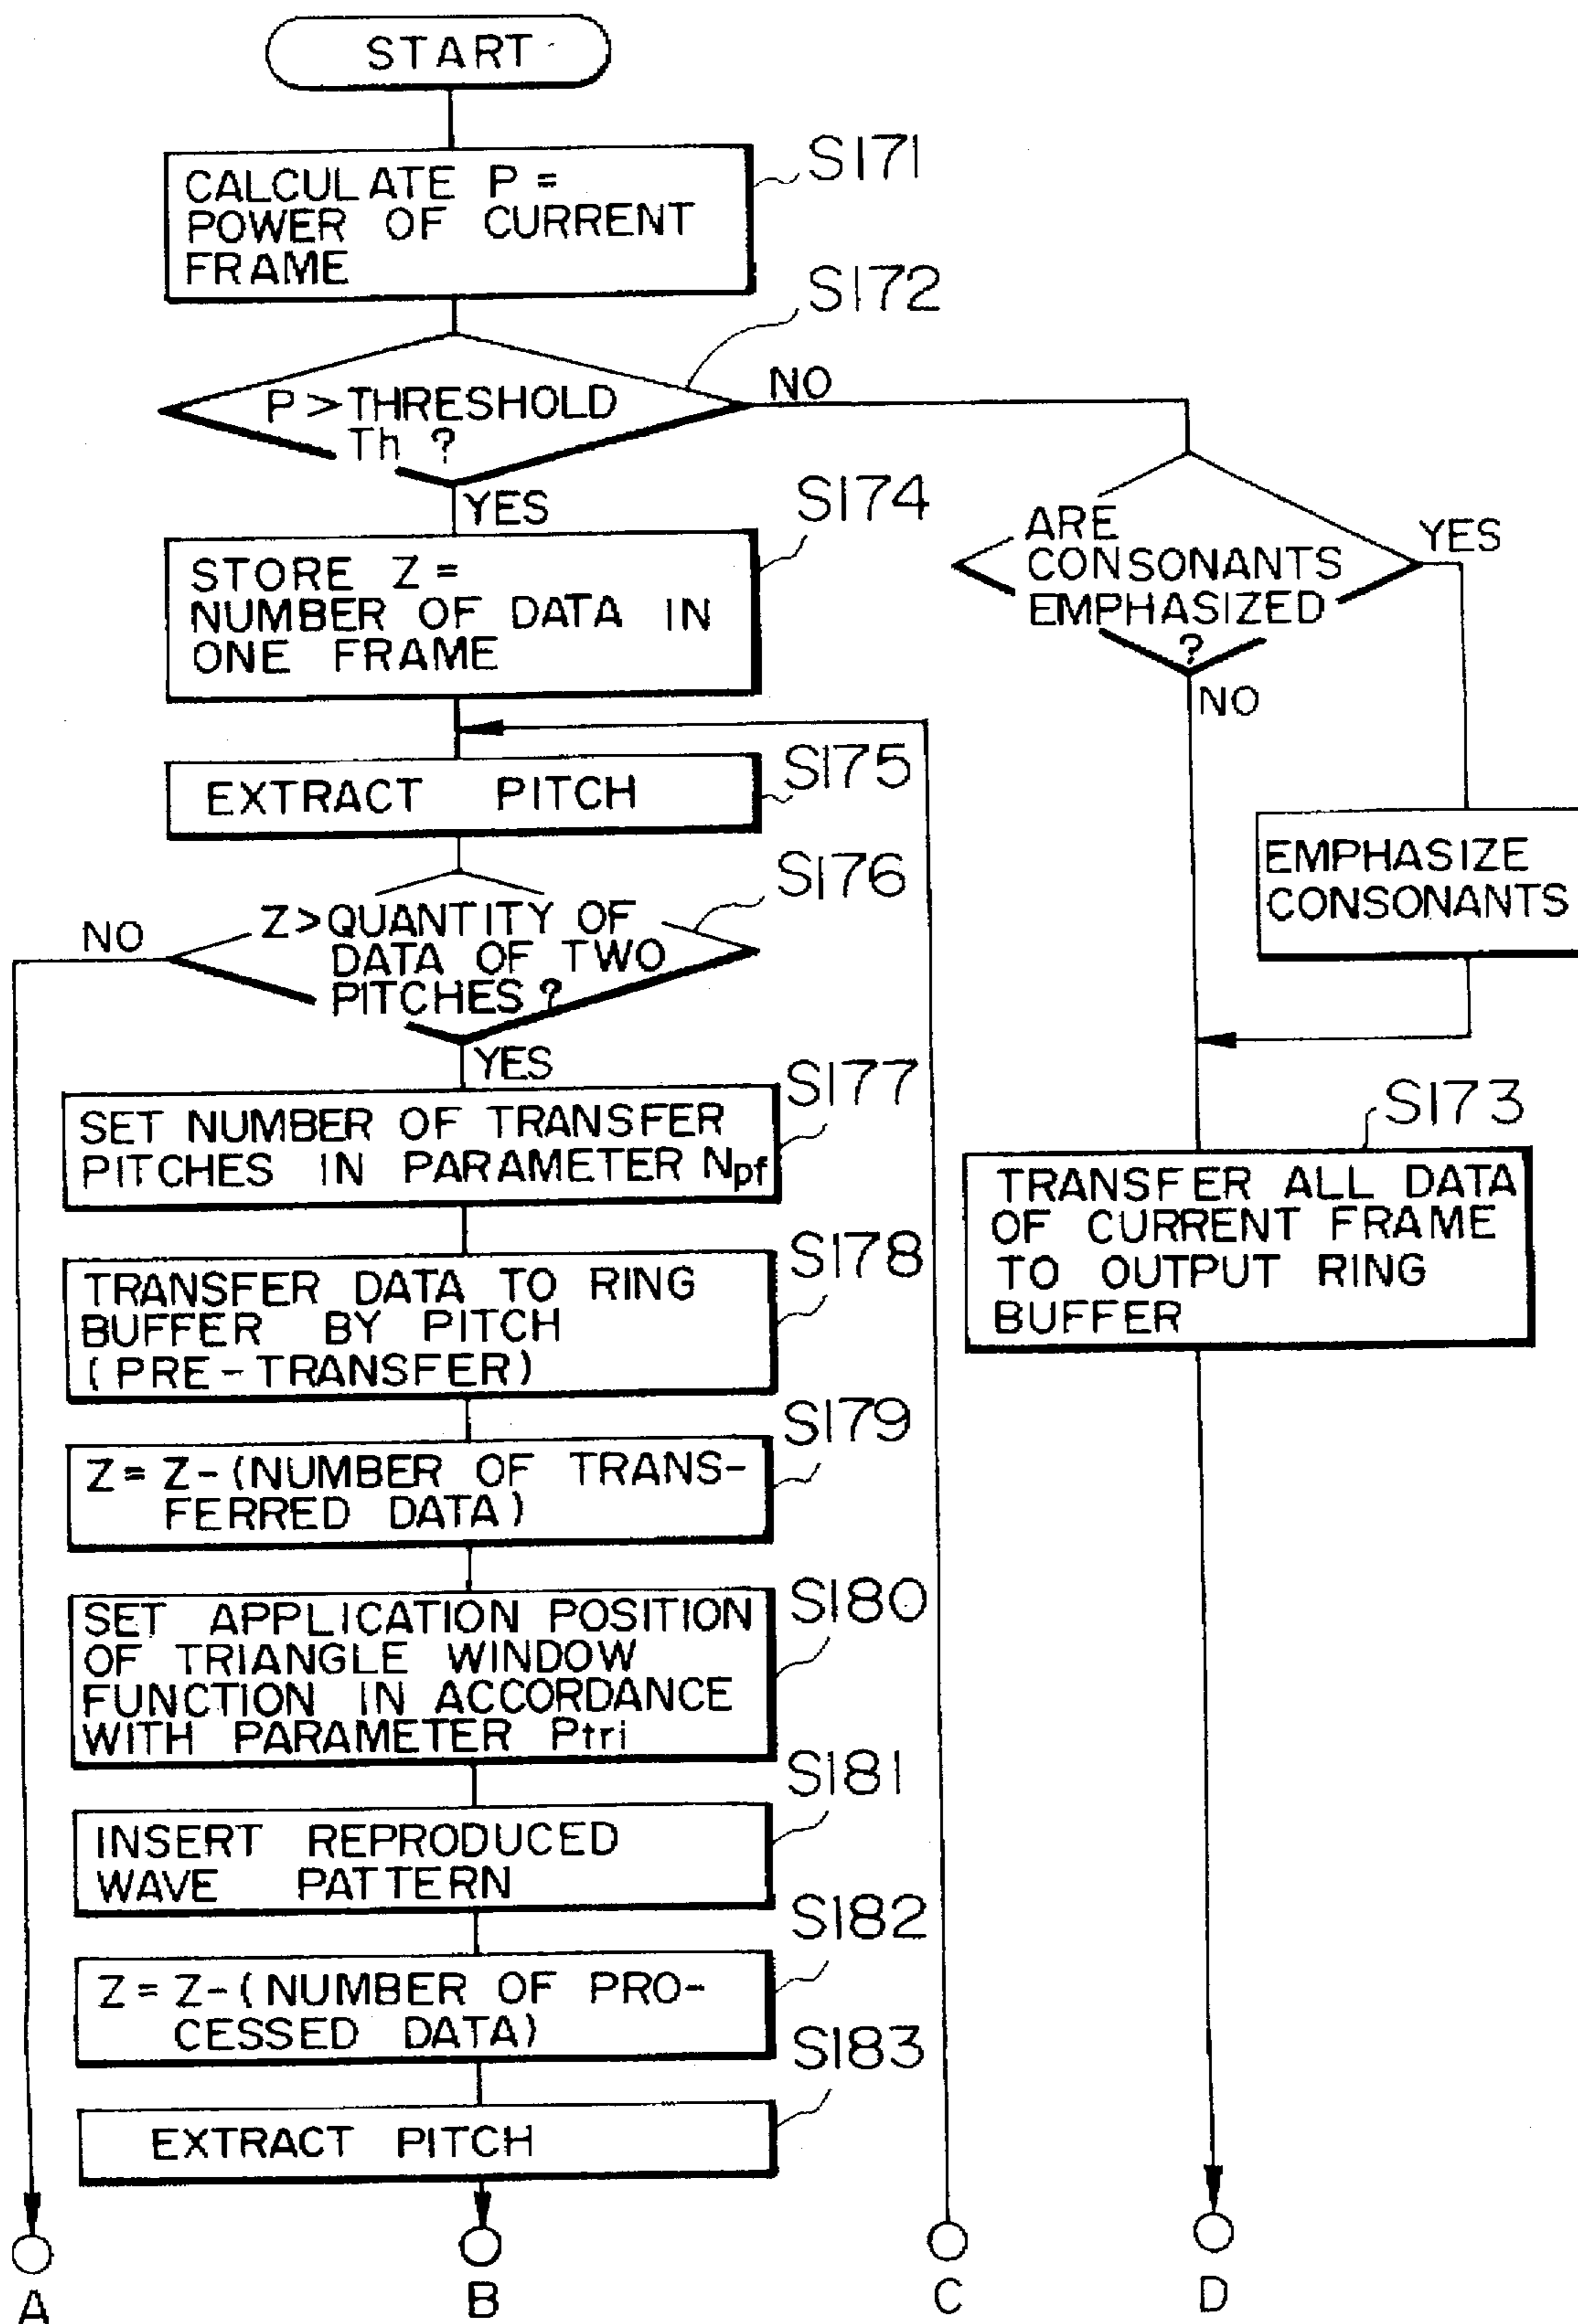 START
S171
CALCULATE P =
POWER OF CURRENT
FRAME
S172
P > THRESHOLD
Th ?
NO
YES
S174
STORE Z =
NUMBER OF DATA IN
ONE FRAME
ARE
CONSONANTS
EMPHASIZED
?
YES
NO
S175
EXTRACT PITCH
EMPHASIZE
CONSONANTS
S176
Z > QUANTITY OF
DATA OF TWO
PITCHES ?
NO
YES
S177
SET NUMBER OF TRANSFER
PITCHES IN PARAMETER Npf
S173
TRANSFER ALL DATA
OF CURRENT FRAME
TO OUTPUT RING
BUFFER
S178
TRANSFER DATA TO RING
BUFFER BY PITCH
(PRE-TRANSFER)
S179
Z = Z-(NUMBER OF TRANS-
FERRED DATA)
S180
SET APPLICATION POSITION
OF TRIANGLE WINDOW
FUNCTION IN ACCORDANCE
WITH PARAMETER Ptri
S181
INSERT REPRODUCED
WAVE PATTERN
S182
Z = Z-(NUMBER OF PRO-
CESSED DATA)
S183
EXTRACT PITCH
A
B
C
D